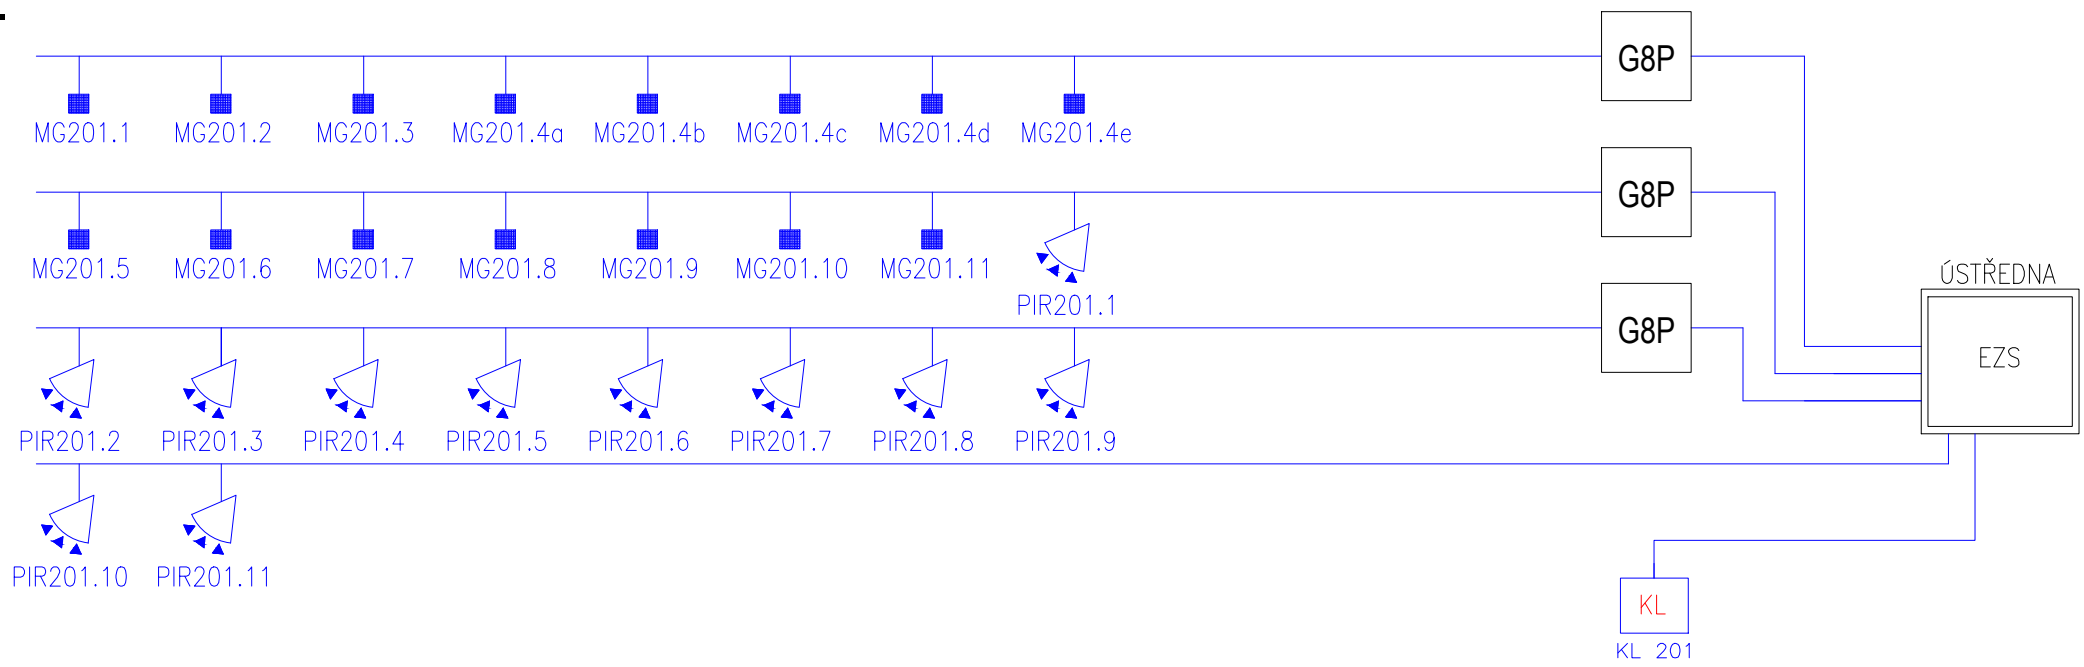 G8P
MG201.1 MG201.2 MG201.3 MG201.4a MG201.4b MG201.4c MG201.4d MG201.4e
G8P
MG201.5 MG201.6 MG201.7 MG201.8 MG201.9 MG201.10 MG201.11
PIR201.1
ÚSTŘEDNA
G8P
EZS
PIR201.2 PIR201.3 PIR201.4 PIR201.5 PIR201.6 PIR201.7 PIR201.8 PIR201.9
PIR201.10 PIR201.11
KL
KL 201